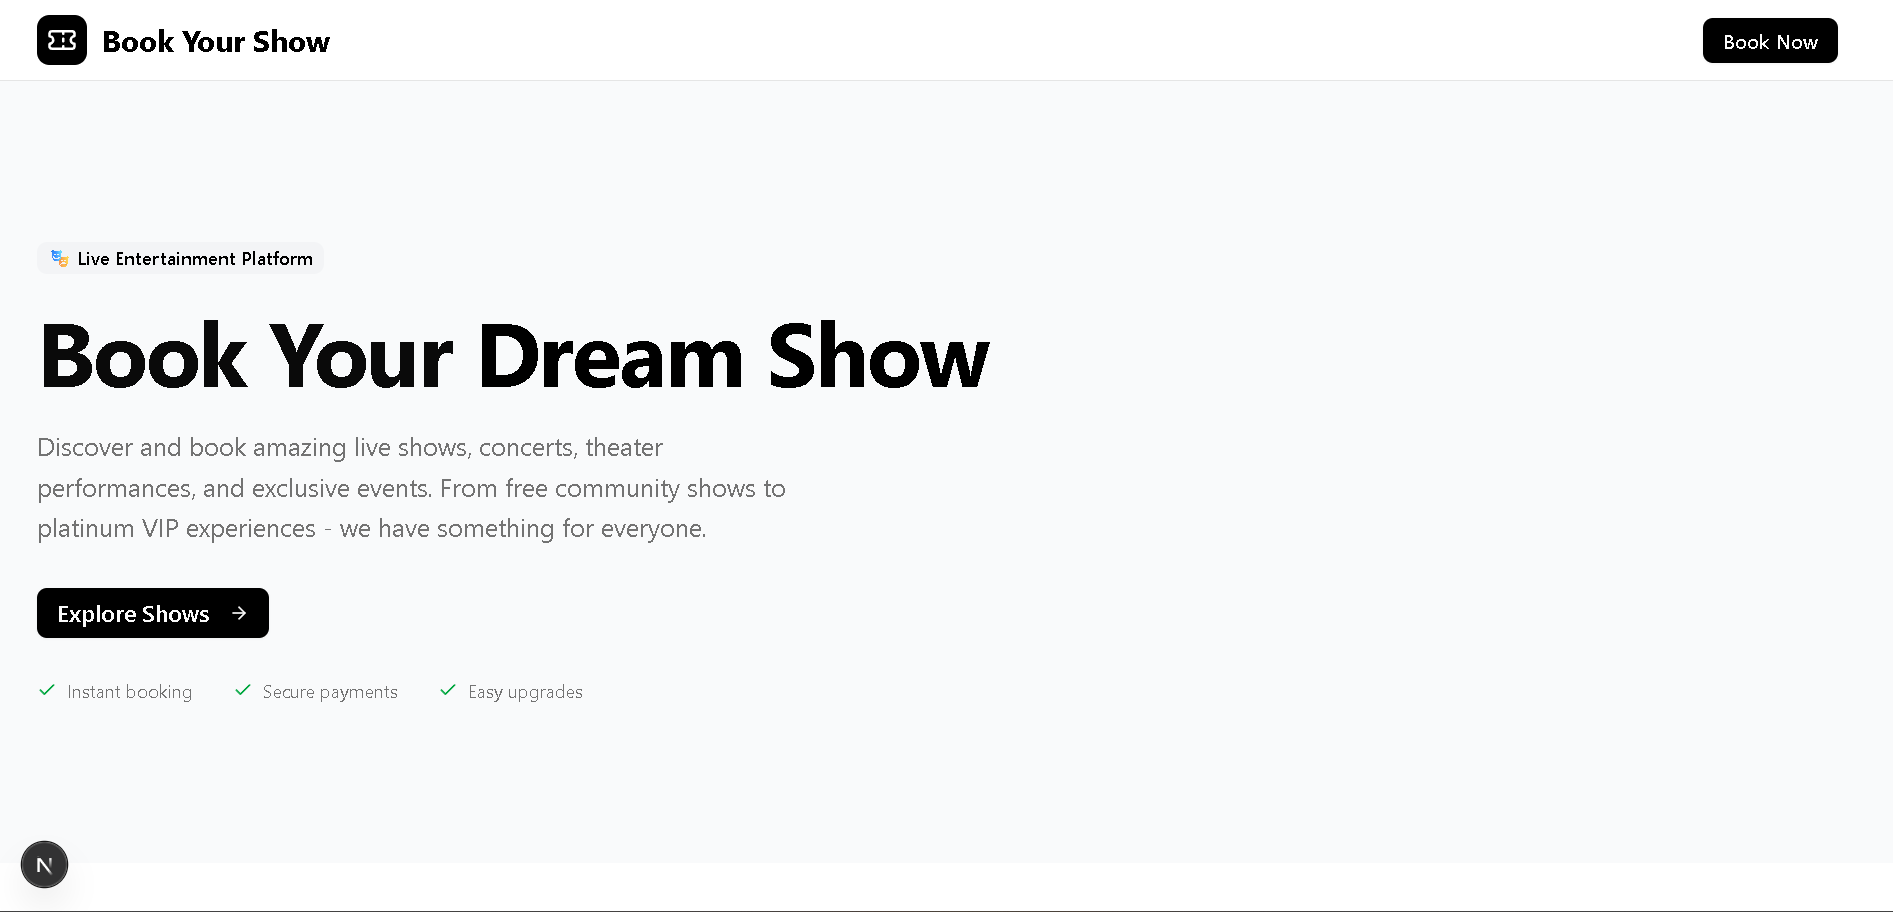 Book Your Show
Book Now
Live Entertainment Platform
Book Your Dream Show
Discover and book amazing live shows, concerts, theater
performances, and exclusive events. From free community shows to
platinum VIP experiences - we have something for everyone.
Explore Shows
Instant booking
Secure payments
Easy upgrades
N